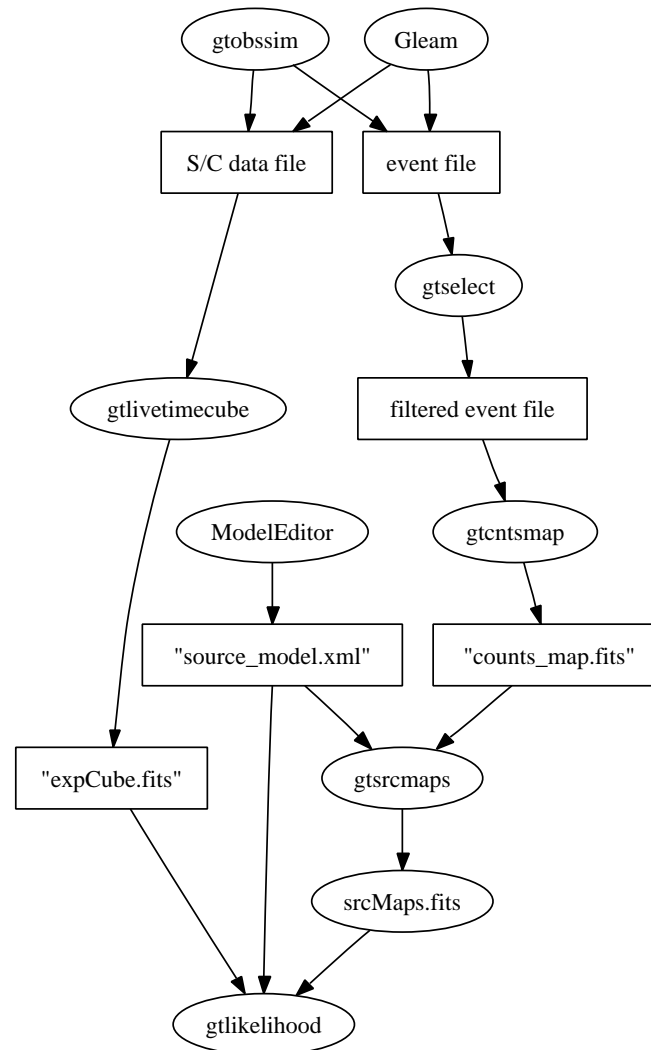 gtobssim
Gleam
S/C data file
event file
gtselect
gtlivetimecube
filtered event file
ModelEditor
gtcntsmap
"source_model.xml"
"counts_map.fits"
"expCube.fits"
gtsrcmaps
srcMaps.fits
gtlikelihood